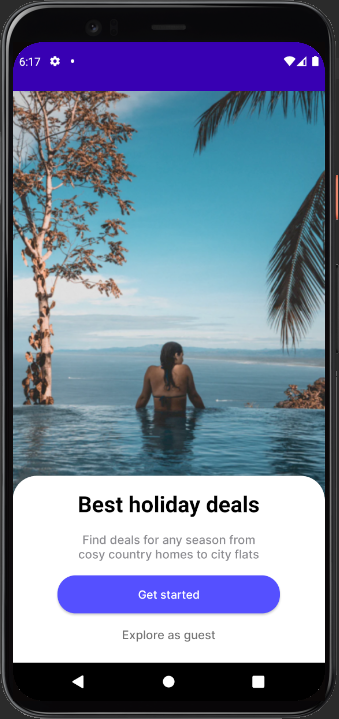 6:17
Best holiday deals
Find deals for any season from
cosy country homes to city flats
Get started
Explore as guest